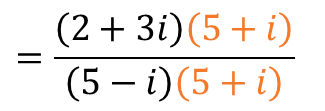 = (2 + 3i)(5 + i)
(5 − i)(5 + i)